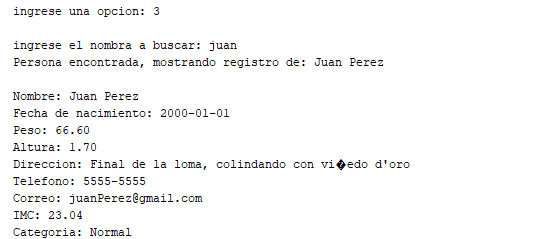 ingrese una opcion: 3
ingrese el nombra a buscar: juan
Persona encontrada, mostrando registro de: Juan Perez
Nombre: Juan Perez
Fecha de nacimiento: 2000-01-01
Peso: 66.60
Altura: 1.70
Direccion: Final de la loma, colindando con vi�edo d'oro
Telefono: 5555-5555
Correo: juanPerez@gmail.com
IMC: 23.04
Categoria: Normal